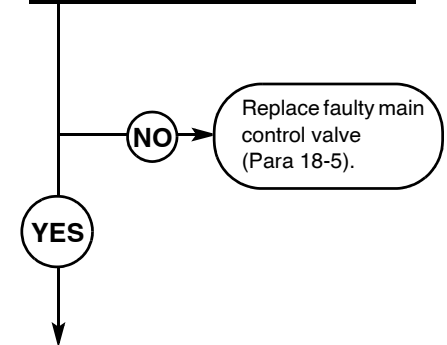 NO
Replace faulty main
control valve
(Para 18-5).
YES